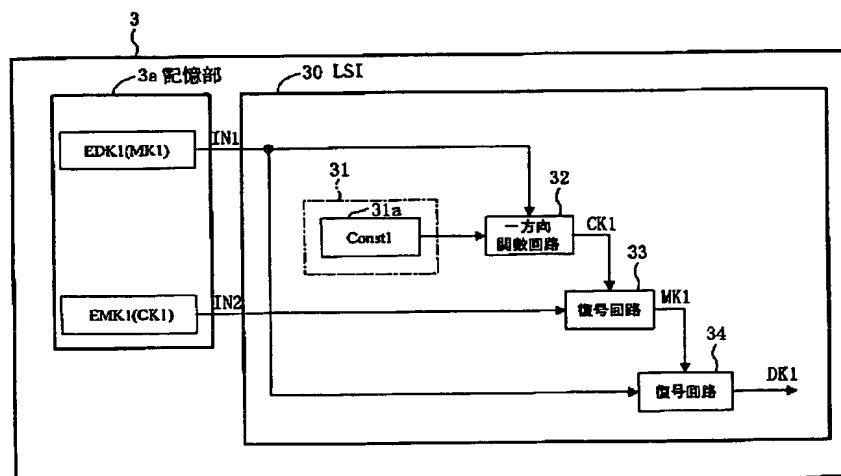 3
3a 記憶部
30 LSI
EDK1(MK1)
IN1
31
31a
Const1
32
一方向
関数回路
CK1
33
EMK1(CK1)
IN2
復号回路
MK1
34
復号回路
DK1